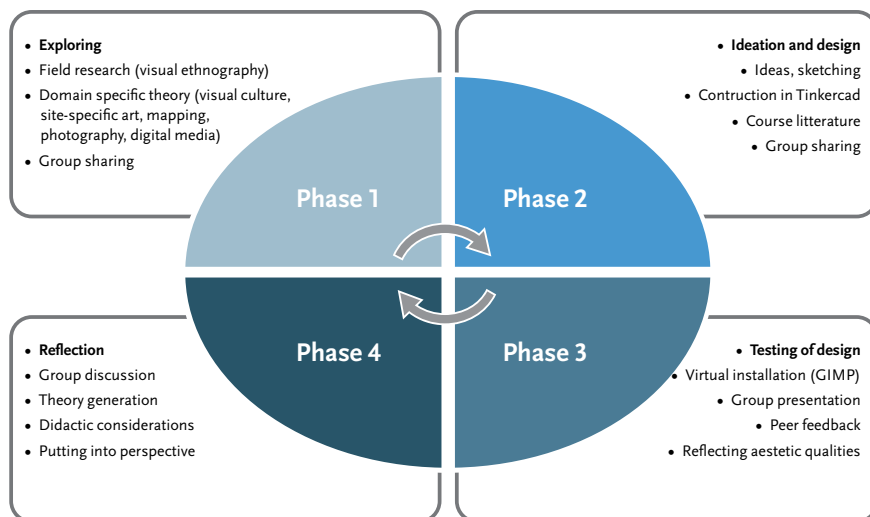 • Exploring
• Field research (visual ethnography)
• Domain specific theory (visual culture,
site-specific art, mapping,
photography, digital media)
• Group sharing
• Ideation and design
• Ideas, sketching
• Contruction in Tinkercad
• Course litterature
• Group sharing
Phase 1
Phase 2
Phase 4
Phase 3
• Reflection
• Group discussion
• Theory generation
• Didactic considerations
• Putting into perspective
• Testing of design
• Virtual installation (GIMP)
• Group presentation
• Peer feedback
• Reflecting aestetic qualities